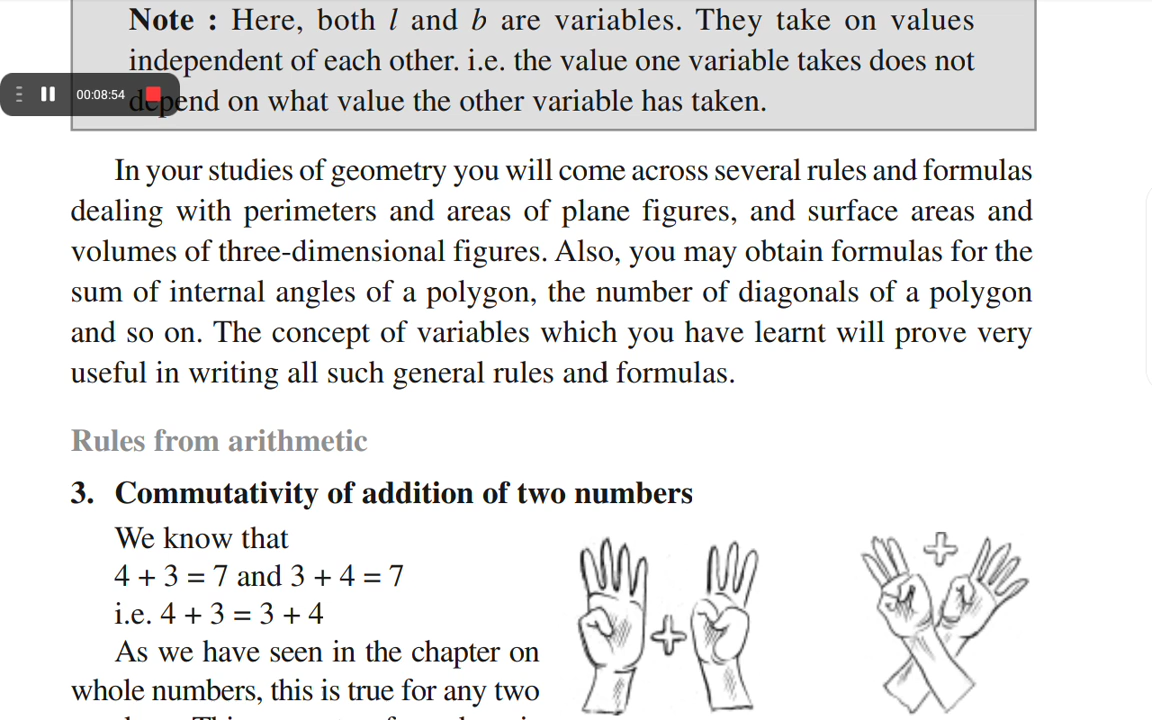 Note : Here, both l and b are variables. They take on values
independent of each other. i.e. the value one variable takes does not
00:08:54
depend on what value the other variable has taken.
In your studies of geometry you will come across several rules and formulas
dealing with perimeters and areas of plane figures, and surface areas and
volumes of three-dimensional figures. Also, you may obtain formulas for the
sum of internal angles of a polygon, the number of diagonals of a polygon
and so on. The concept of variables which you have learnt will prove very
useful in writing all such general rules and formulas.
Rules from arithmetic
3. Commutativity of addition of two numbers
We know that
4 + 3 = 7 and 3 + 4 = 7
i.e. 4 + 3 = 3 + 4
As we have seen in the chapter on
whole numbers, this is true for any two